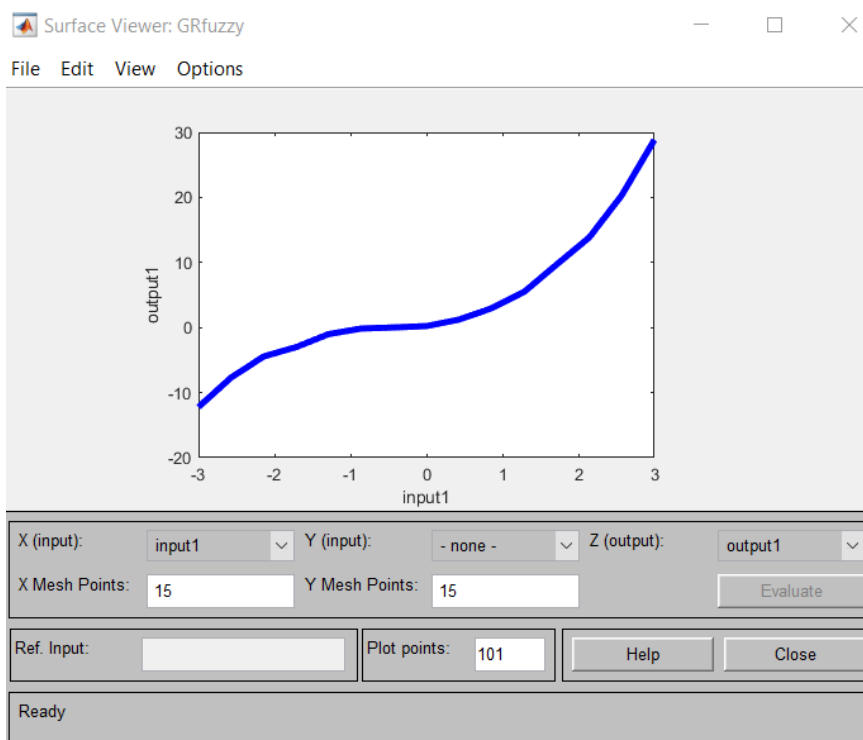 Surface Viewer: GRfuzzy
File Edit View Options
30
20
10
0
-10
-20
output1
-3 -2 -1 0 1 2 3
input1
X (input): input1 Y (input): - none - Z (output): output1
X Mesh Points: 15 Y Mesh Points: 15 Evaluate
Ref. Input: Plot points: 101 Help Close
Ready